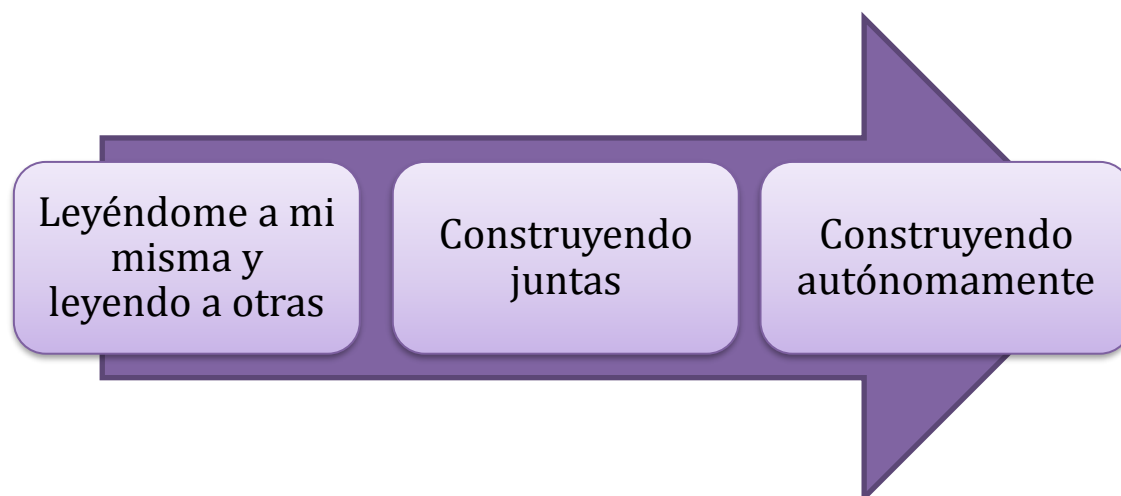 Leyéndome a mi
misma y
leyendo a otras
Construyendo
juntas
Construyendo
autónomamente